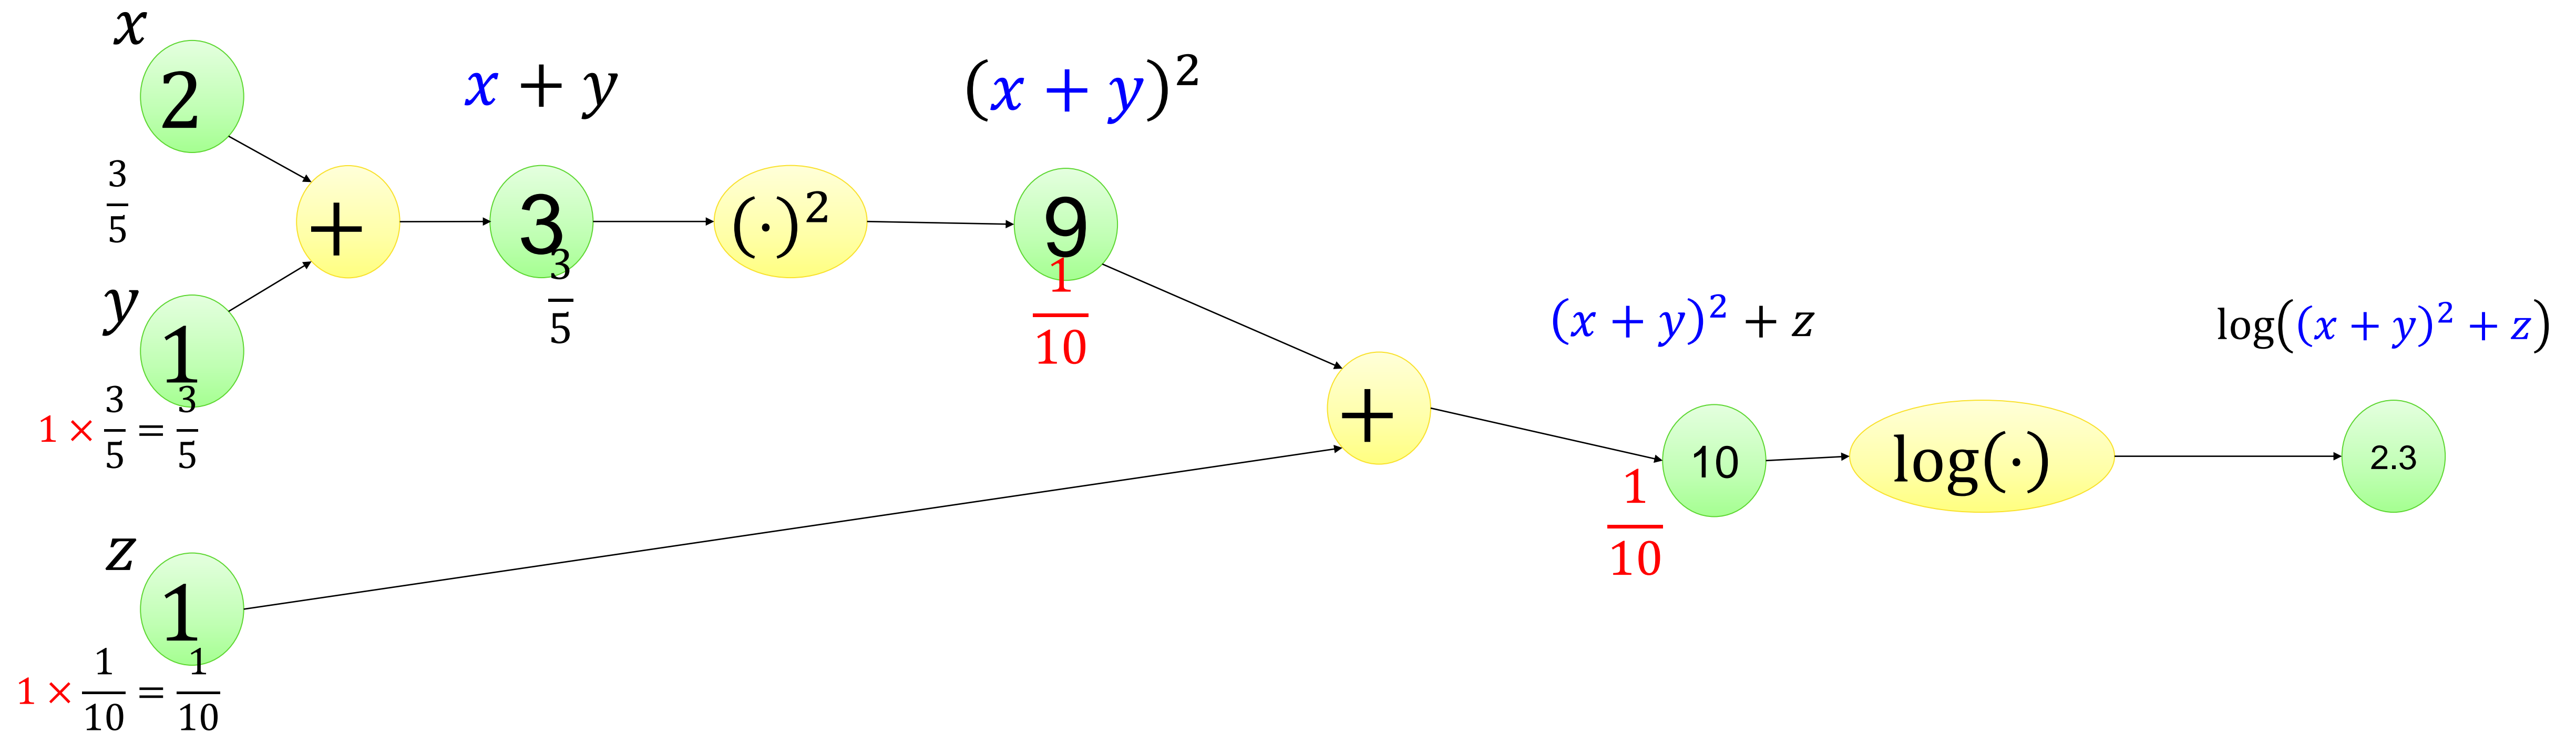 x
2
x + y
(x + y)²
3/5
+
3
(·)²
9
3/5
1/10
y
1
1 × 3/5 = 3/5
(x + y)² + z
log((x + y)² + z)
+
10
log(·)
2.3
1/10
z
1
1 × 1/10 = 1/10